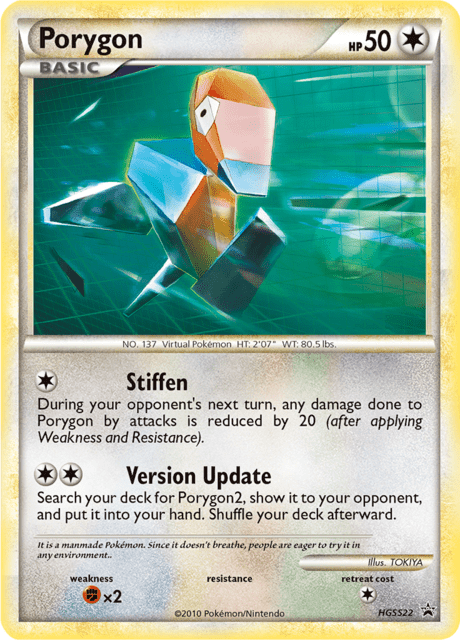 Porygon
HP 50
BASIC
NO. 137 Virtual Pokémon HT: 2'07" WT: 80.5 lbs.
Stiffen
During your opponent's next turn, any damage done to
Porygon by attacks is reduced by 20 (after applying
Weakness and Resistance).
Version Update
Search your deck for Porygon2, show it to your opponent,
and put it into your hand. Shuffle your deck afterward.
It is a manmade Pokémon. Since it doesn't breathe, people are eager to try it in
any environment..
Illus. TOKIYA
weakness resistance retreat cost
×2
©2010 Pokémon/Nintendo HGSS22